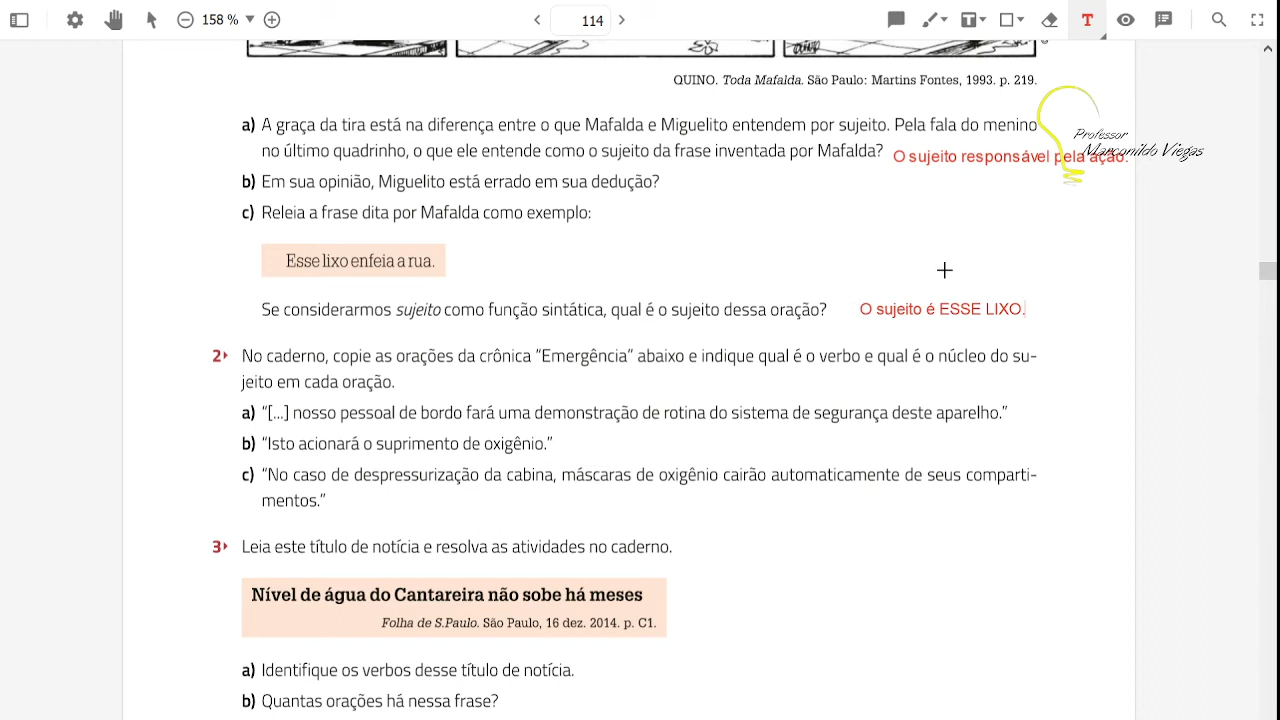 158 %
114
QUINO. Toda Mafalda. São Paulo: Martins Fontes, 1993. p. 219.
a) A graça da tira está na diferença entre o que Mafalda e Miguelito entendem por sujeito. Pela fala do menino
no último quadrinho, o que ele entende como o sujeito da frase inventada por Mafalda? O sujeito responsável pela ação.
Professor
Marconildo Viegas
b) Em sua opinião, Miguelito está errado em sua dedução?
c) Releia a frase dita por Mafalda como exemplo:
Esse lixo enfeia a rua.
Se considerarmos sujeito como função sintática, qual é o sujeito dessa oração? O sujeito é ESSE LIXO.
2 No caderno, copie as orações da crônica “Emergência” abaixo e indique qual é o verbo e qual é o núcleo do su-
jeito em cada oração.
a) “[...] nosso pessoal de bordo fará uma demonstração de rotina do sistema de segurança deste aparelho.”
b) “Isto acionará o suprimento de oxigênio.”
c) “No caso de despressurização da cabina, máscaras de oxigênio cairão automaticamente de seus comparti-
mentos.”
3 Leia este título de notícia e resolva as atividades no caderno.
Nível de água do Cantareira não sobe há meses
Folha de S.Paulo. São Paulo, 16 dez. 2014. p. C1.
a) Identifique os verbos desse título de notícia.
b) Quantas orações há nessa frase?